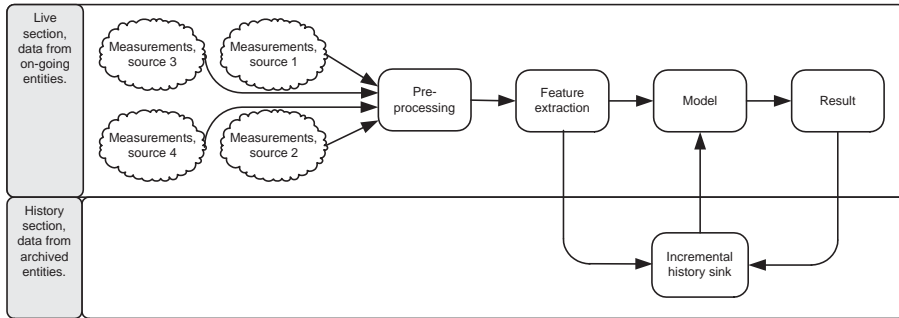 Live
section,
data from
on-going
entities.
Measurements,
source 3
Measurements,
source 1
Measurements,
source 4
Measurements,
source 2
Pre-
processing
Feature
extraction
Model
Result
History
section,
data from
archived
entities.
Incremental
history sink